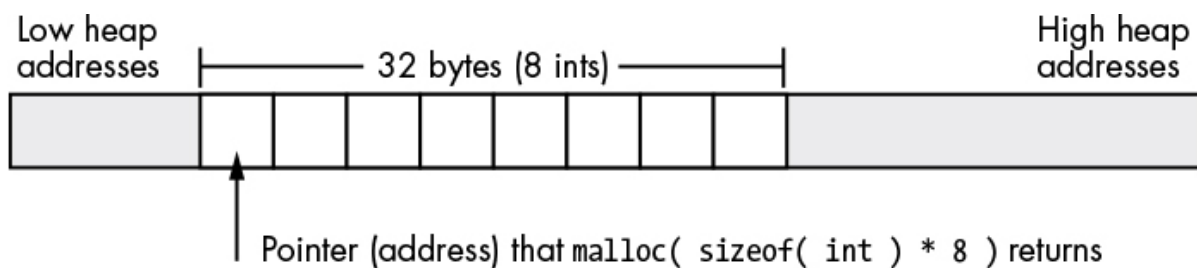 Low heap
addresses
32 bytes (8 ints)
High heap
addresses
Pointer (address) that malloc( sizeof( int ) * 8 ) returns